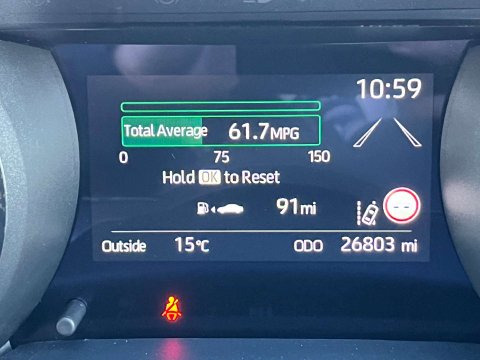 10:59
Total Average 61.7MPG
0 75 150
Hold OK to Reset
91mi
Outside 15°C ODO 26803 mi